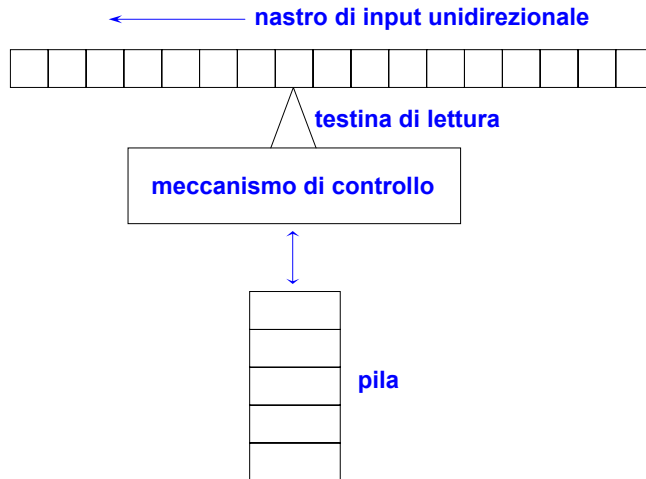 nastro di input unidirezionale
testina di lettura
meccanismo di controllo
pila